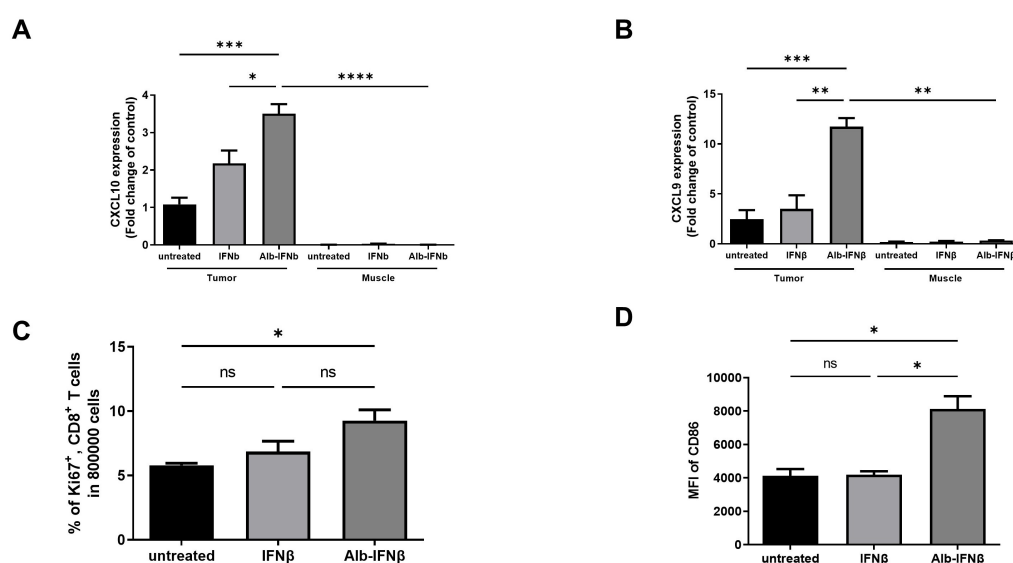 A
***
*
****
CXCL10 expression
(Fold change of control)
4
3
2
1
0
untreated IFNb Alb-IFNb untreated IFNb Alb-IFNb
Tumor Muscle
B
***
**
**
CXCL9 expression
(Fold change of control)
15
10
5
0
untreated IFNβ Alb-IFNβ untreated IFNβ Alb-IFNβ
Tumor Muscle
C
*
ns ns
% of Ki67⁺, CD8⁺ T cells
in 800000 cells
15
10
5
0
untreated IFNβ Alb-IFNβ
D
*
ns *
MFI of CD86
10000
8000
6000
4000
2000
0
untreated IFNβ Alb-IFNβ